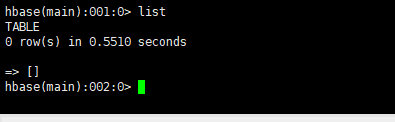 hbase(main):001:0> list
TABLE
0 row(s) in 0.5510 seconds

=> []
hbase(main):002:0>